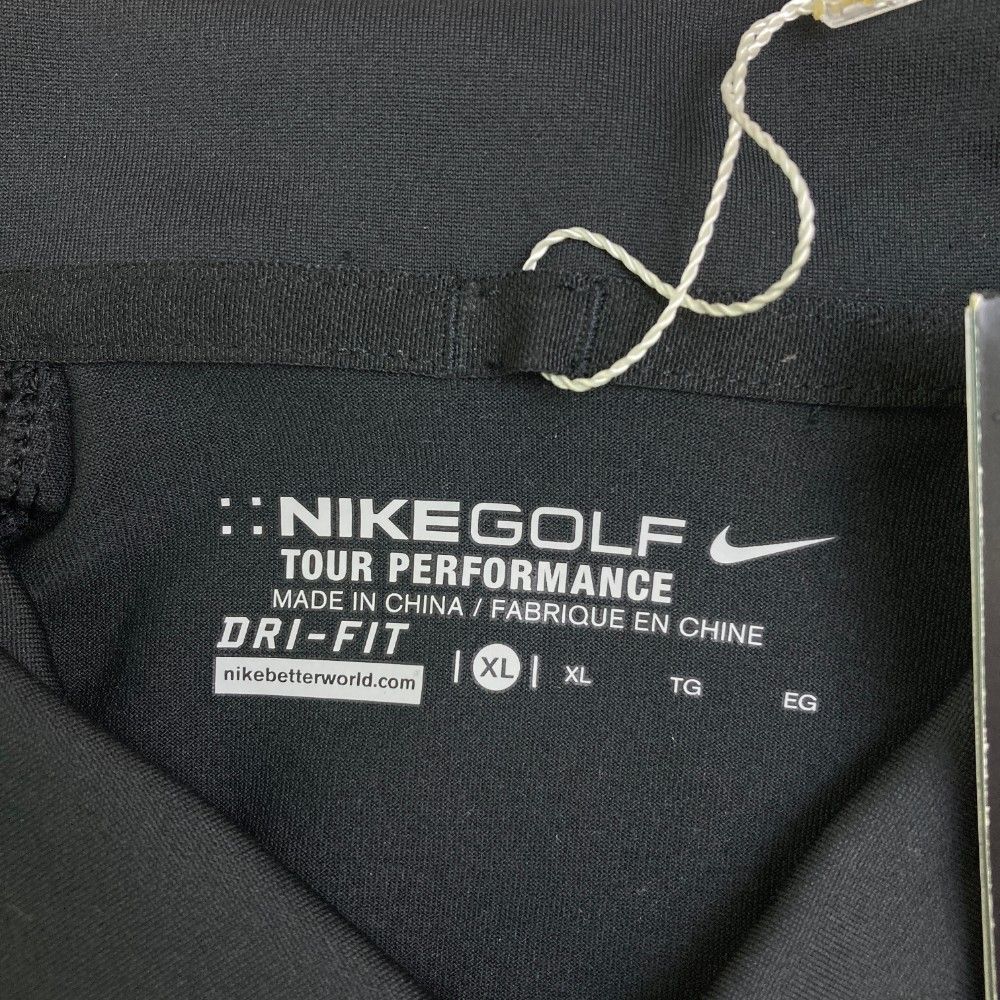 NIKEGOLF
TOUR PERFORMANCE
MADE IN CHINA / FABRIQUE EN CHINE
DRI-FIT
nikebetterworld.com
XL XL TG EG